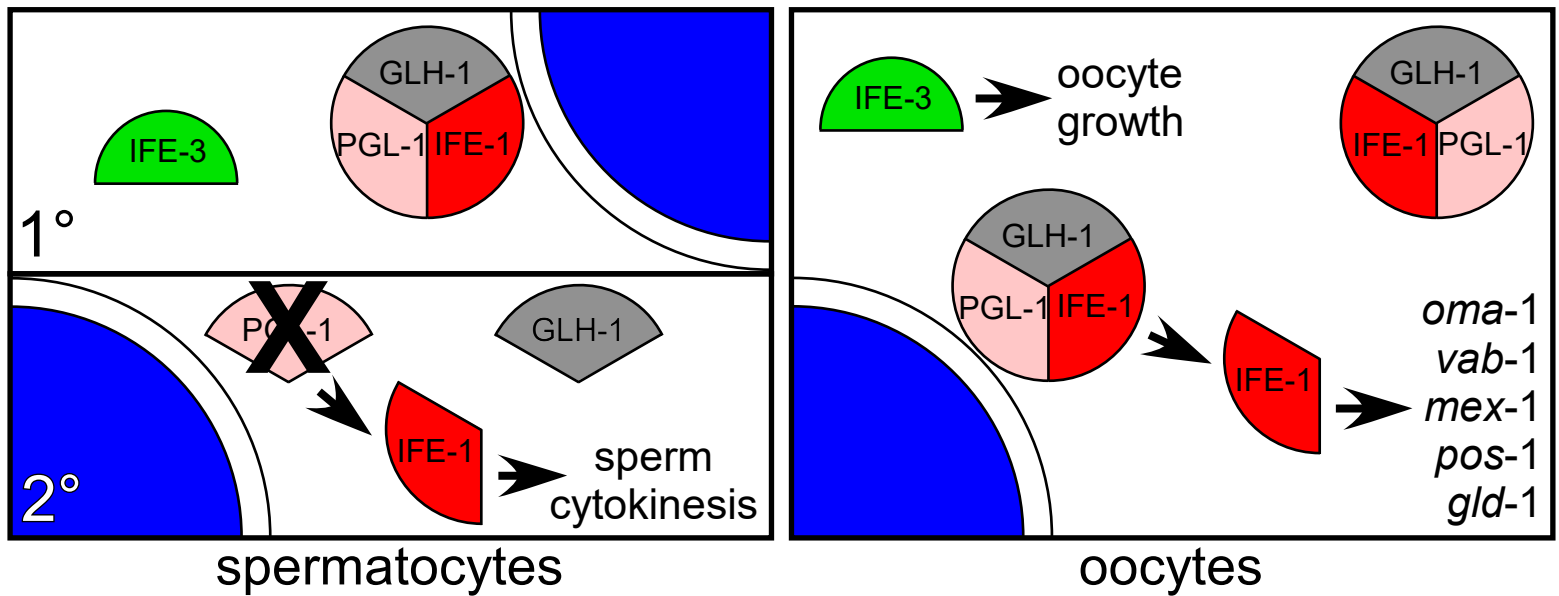 IFE-3
GLH-1
PGL-1
IFE-1
1°
PGL-1
GLH-1
IFE-1
sperm
cytokinesis
2°
spermatocytes
IFE-3
oocyte
growth
GLH-1
IFE-1
PGL-1
GLH-1
PGL-1
IFE-1
IFE-1
oma-1
vab-1
mex-1
pos-1
gld-1
oocytes